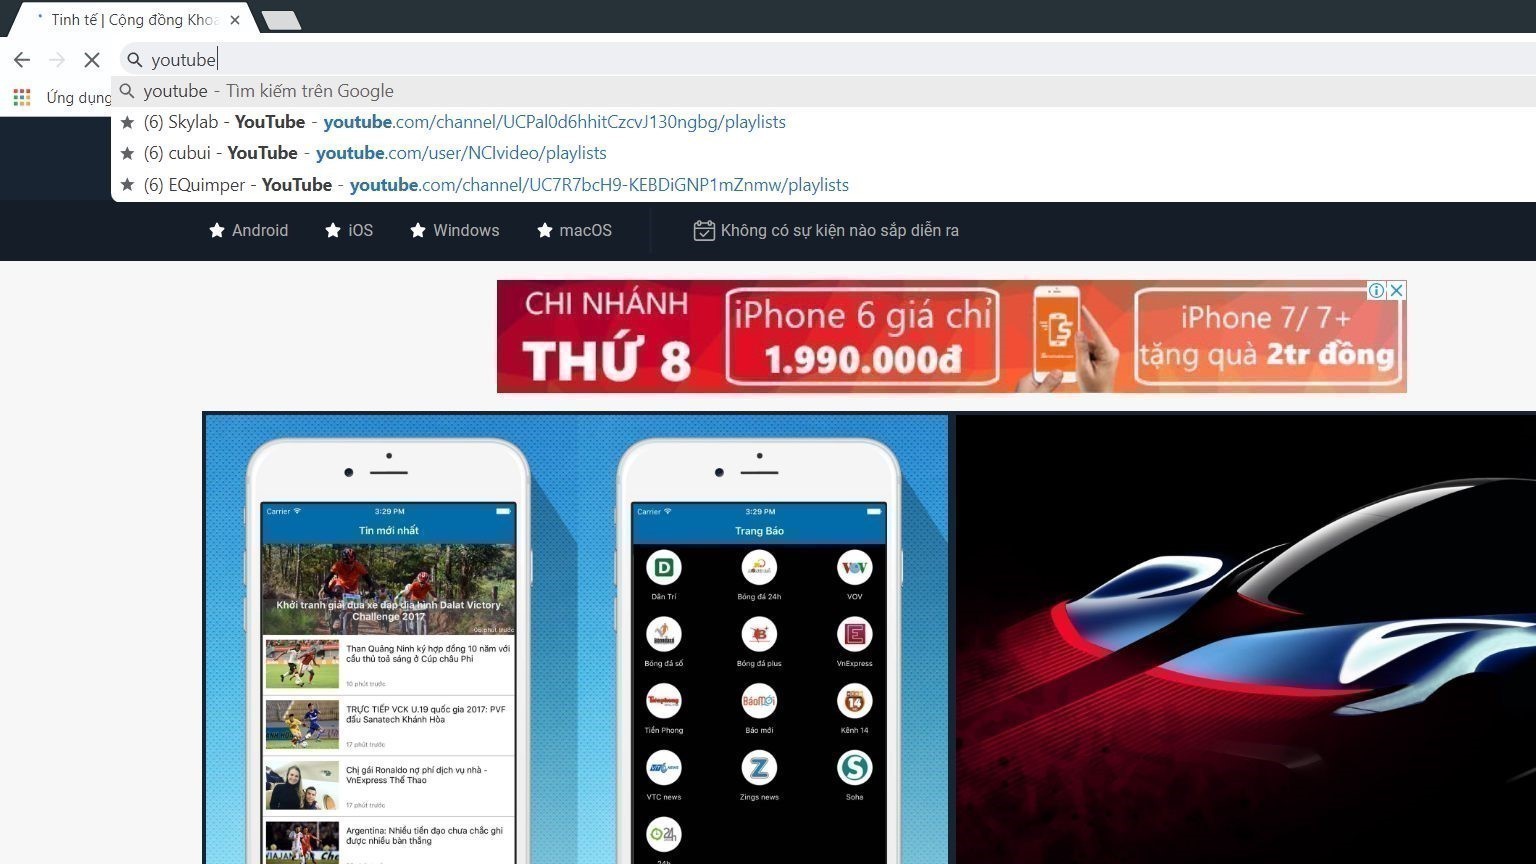 Tinh tế | Cộng đồng Khoa
youtube
youtube - Tìm kiếm trên Google
Ứng dụng
(6) Skylab - YouTube - youtube.com/channel/UCPal0d6hhitCzcvJ130ngbg/playlists
(6) cubui - YouTube - youtube.com/user/NCIvideo/playlists
(6) EQuimper - YouTube - youtube.com/channel/UC7R7bcH9-KEBDiGNP1mZnmw/playlists
Android iOS Windows macOS Không có sự kiện nào sắp diễn ra
CHI NHÁNH
THỨ 8
iPhone 6 giá chỉ
1.990.000đ
iPhone 7/ 7+
tặng quà 2tr đồng
Carrier 3:29 PM
Tin mới nhất
Khởi tranh giải đua xe đạp địa hình Dalat Victory
Challenge 2017
06 phút trước
Than Quảng Ninh ký hợp đồng 10 năm với
cầu thủ toả sáng ở Cúp châu Phi
10 phút trước
TRỰC TIẾP VCK U.19 quốc gia 2017: PVF
đấu Sanatech Khánh Hòa
17 phút trước
Chị gái Ronaldo nợ phí dịch vụ nhà -
VnExpress Thể Thao
17 phút trước
Argentina: Nhiều tiền đạo chưa chắc ghi
được nhiều bàn thắng
Carrier 3:29 PM
Trang Báo
Dân Trí Bóng đá 24h VOV
Bóng đá số Bóng đá plus VnExpress
Tiền Phong Báo mới Kênh 14
VTC news Zings news Soha
24h